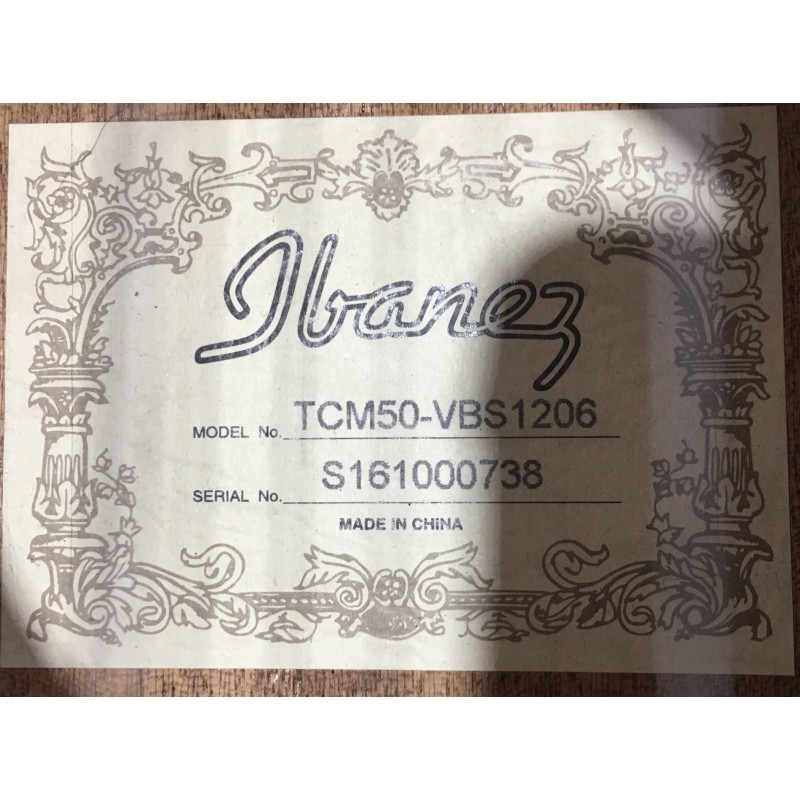 Ibanez
MODEL No. TCM50-VBS1206
SERIAL No. S161000738
MADE IN CHINA